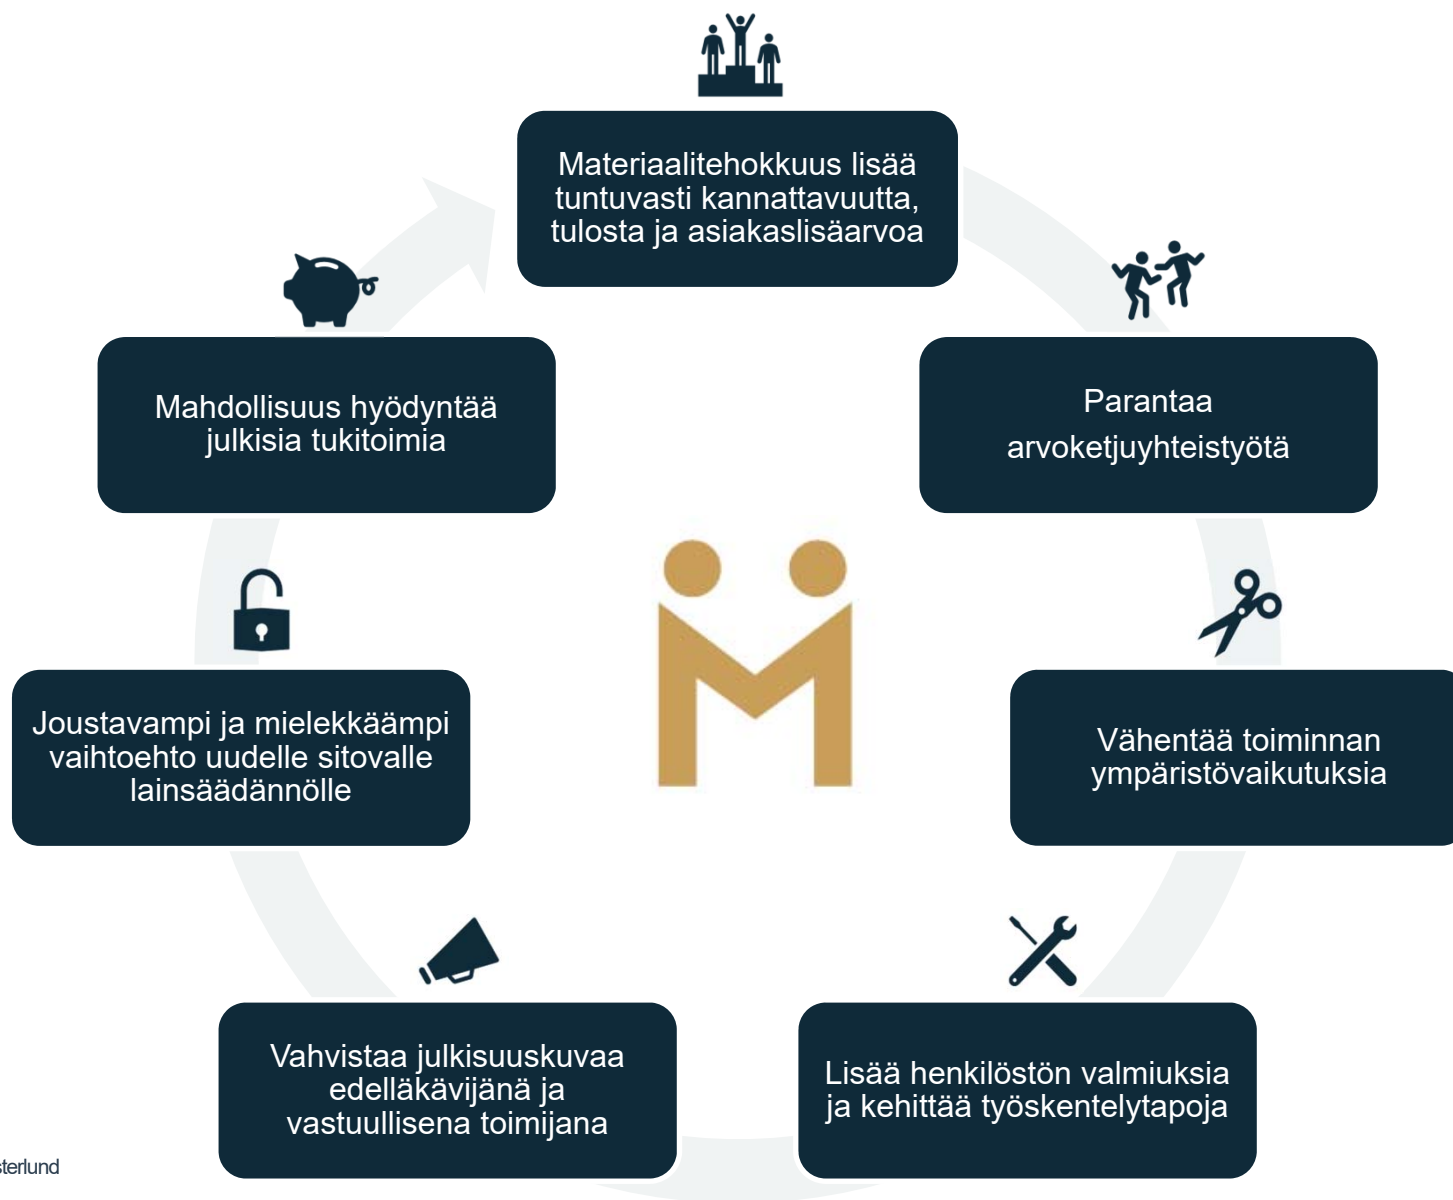 Materiaalitehokkuus lisää
tuntuvasti kannattavuutta,
tulosta ja asiakaslisäarvoa
Parantaa
arvoketjuyhteistyötä
Vähentää toiminnan
ympäristövaikutuksia
Lisää henkilöstön valmiuksia
ja kehittää työskentelytapoja
Vahvistaa julkisuuskuvaa
edelläkävijänä ja
vastuullisena toimijana
Joustavampi ja mielekkäämpi
vaihtoehto uudelle sitovalle
lainsäädännölle
Mahdollisuus hyödyntää
julkisia tukitoimia
sterlund